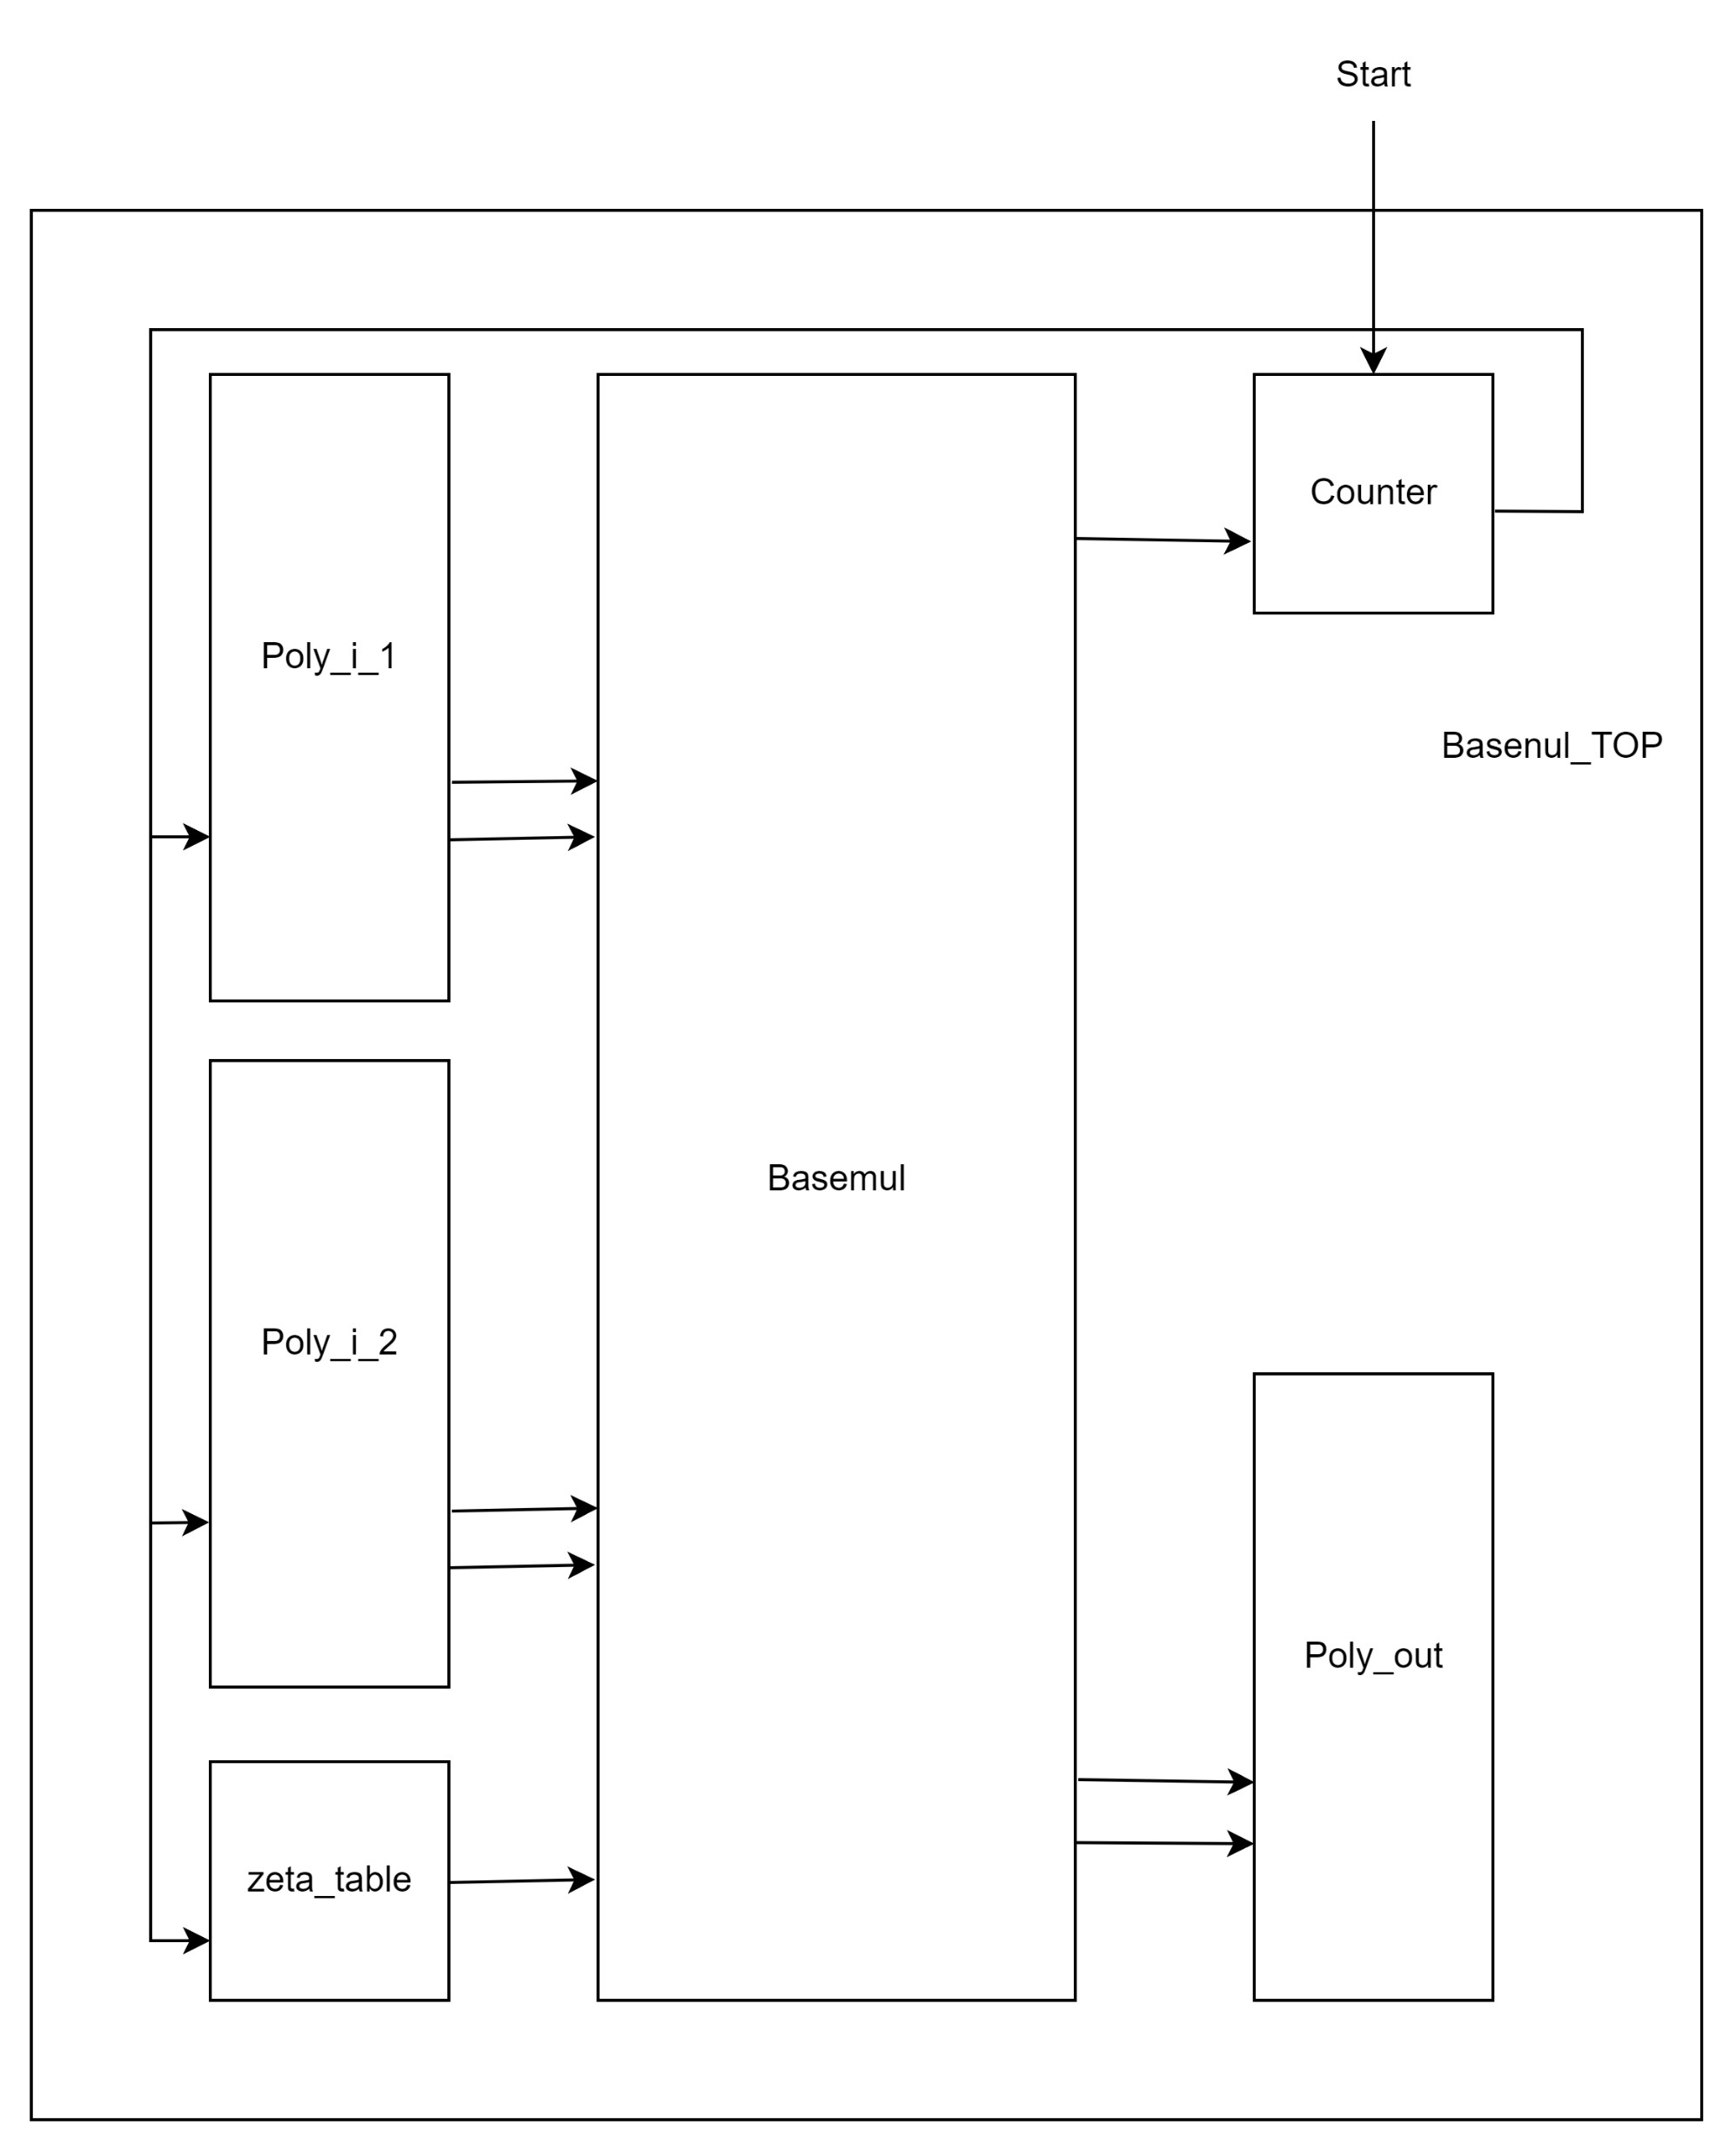 Start
Counter
Poly_i_1
Basenul_TOP
Basemul
Poly_i_2
Poly_out
zeta_table